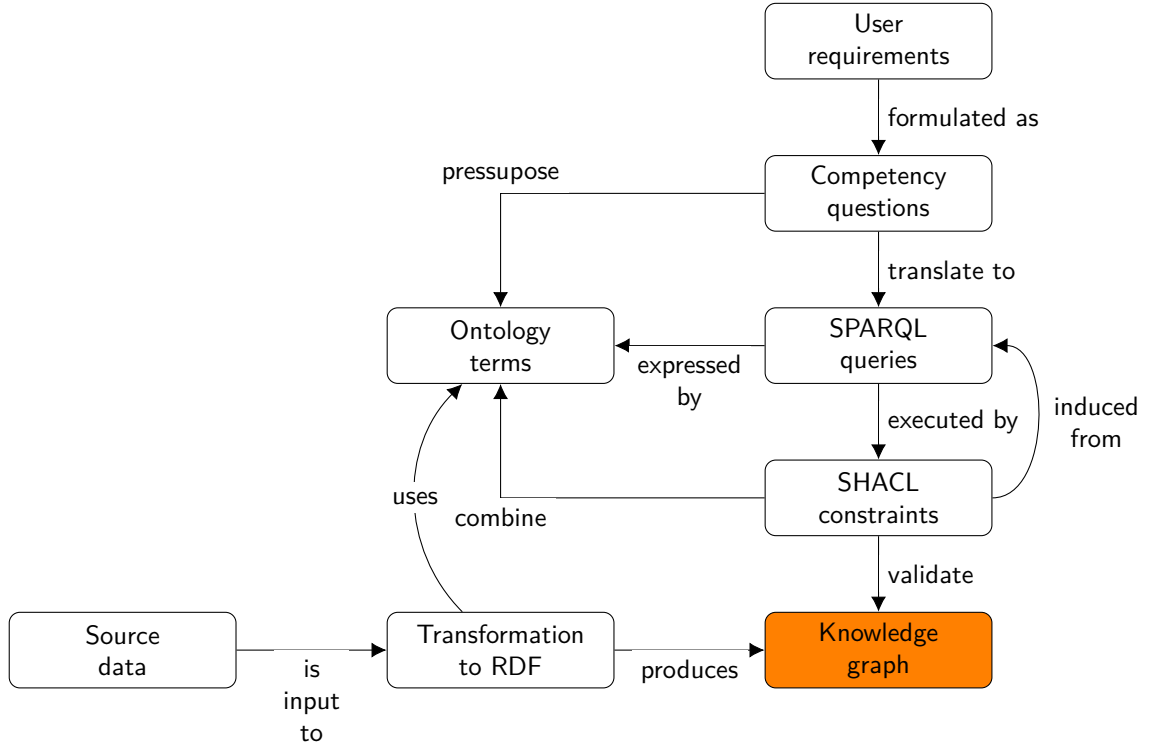 User
requirements
formulated as
pressupose
Competency
questions
translate to
Ontology
terms
expressed
by
SPARQL
queries
induced
from
executed by
uses
combine
SHACL
constraints
validate
Source
data
is
input
to
Transformation
to RDF
produces
Knowledge
graph